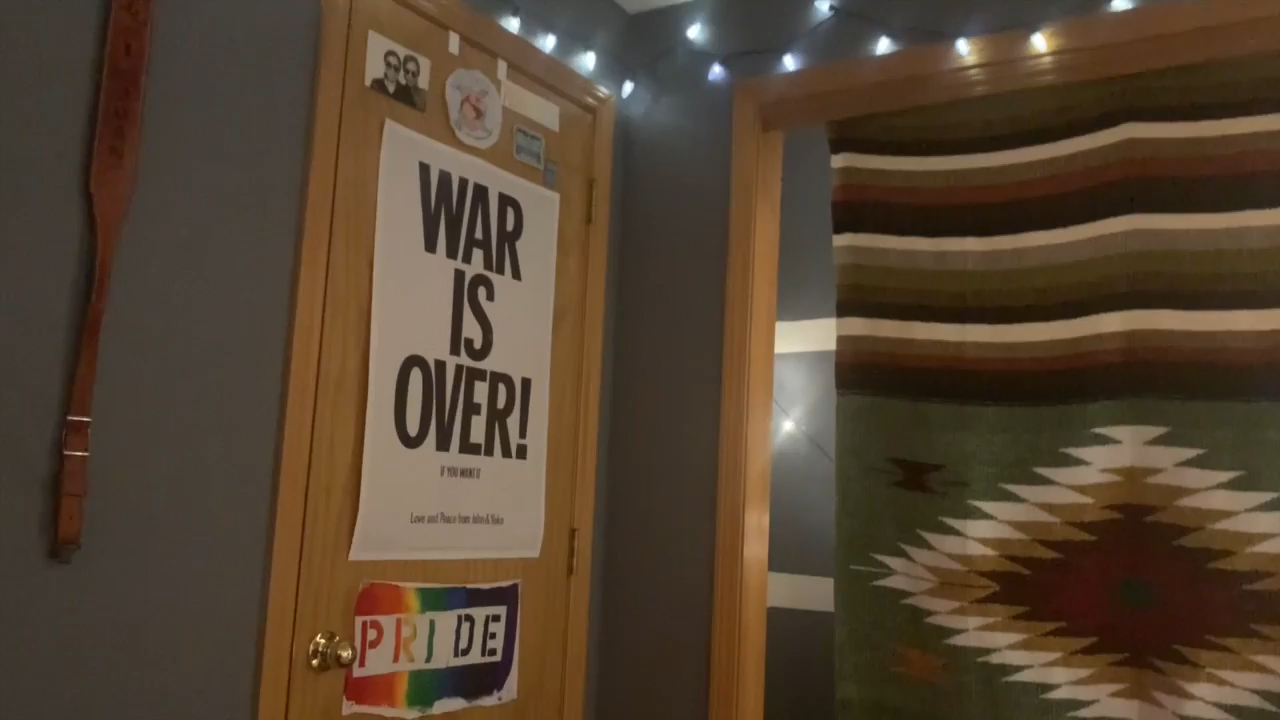 WAR
IS
OVER!
IF YOU WANT IT
Love and Peace from John & Yoko
PRIDE